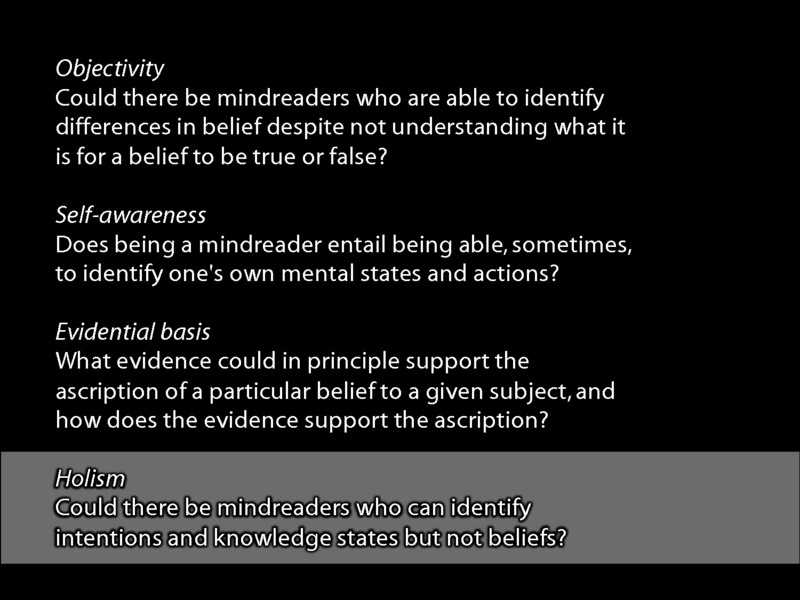 Objectivity
Could there be mindreaders who are able to identify
differences in belief despite not understanding what it
is for a belief to be true or false?
Self-awareness
Does being a mindreader entail being able, sometimes,
to identify one's own mental states and actions?
Evidential basis
What evidence could in principle support the
ascription of a particular belief to a given subject, and
how does the evidence support the ascription?
Holism
Could there be mindreaders who can identify
intentions and knowledge states but not beliefs?